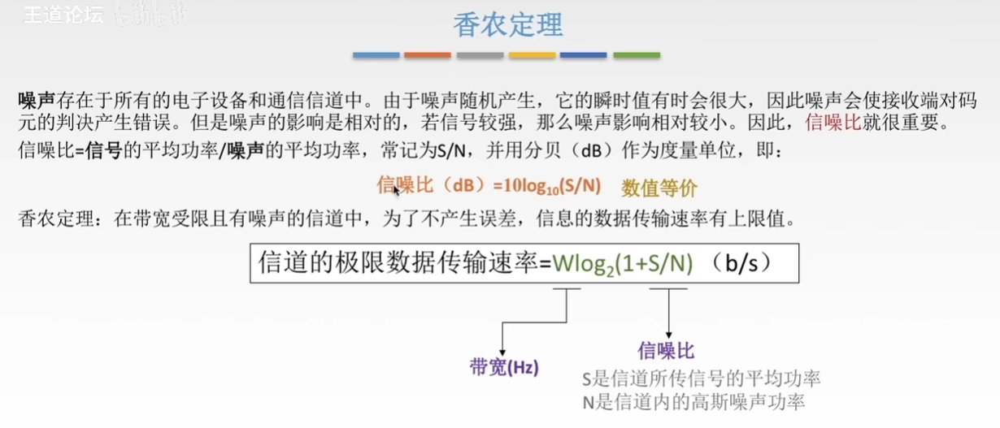 王道论坛 bilibili
香农定理
噪声存在于所有的电子设备和通信信道中。由于噪声随机产生，它的瞬时值有时会很大，因此噪声会使接收端对码
元的判决产生错误。但是噪声的影响是相对的，若信号较强，那么噪声影响相对较小。因此，信噪比就很重要。
信噪比=信号的平均功率/噪声的平均功率，常记为S/N，并用分贝（dB）作为度量单位，即：
信噪比（dB）=10log₁₀(S/N) 数值等价
香农定理：在带宽受限且有噪声的信道中，为了不产生误差，信息的数据传输速率有上限值。
信道的极限数据传输速率=Wlog₂(1+S/N)（b/s）
信噪比
带宽(Hz)
S是信道所传信号的平均功率
N是信道内的高斯噪声功率